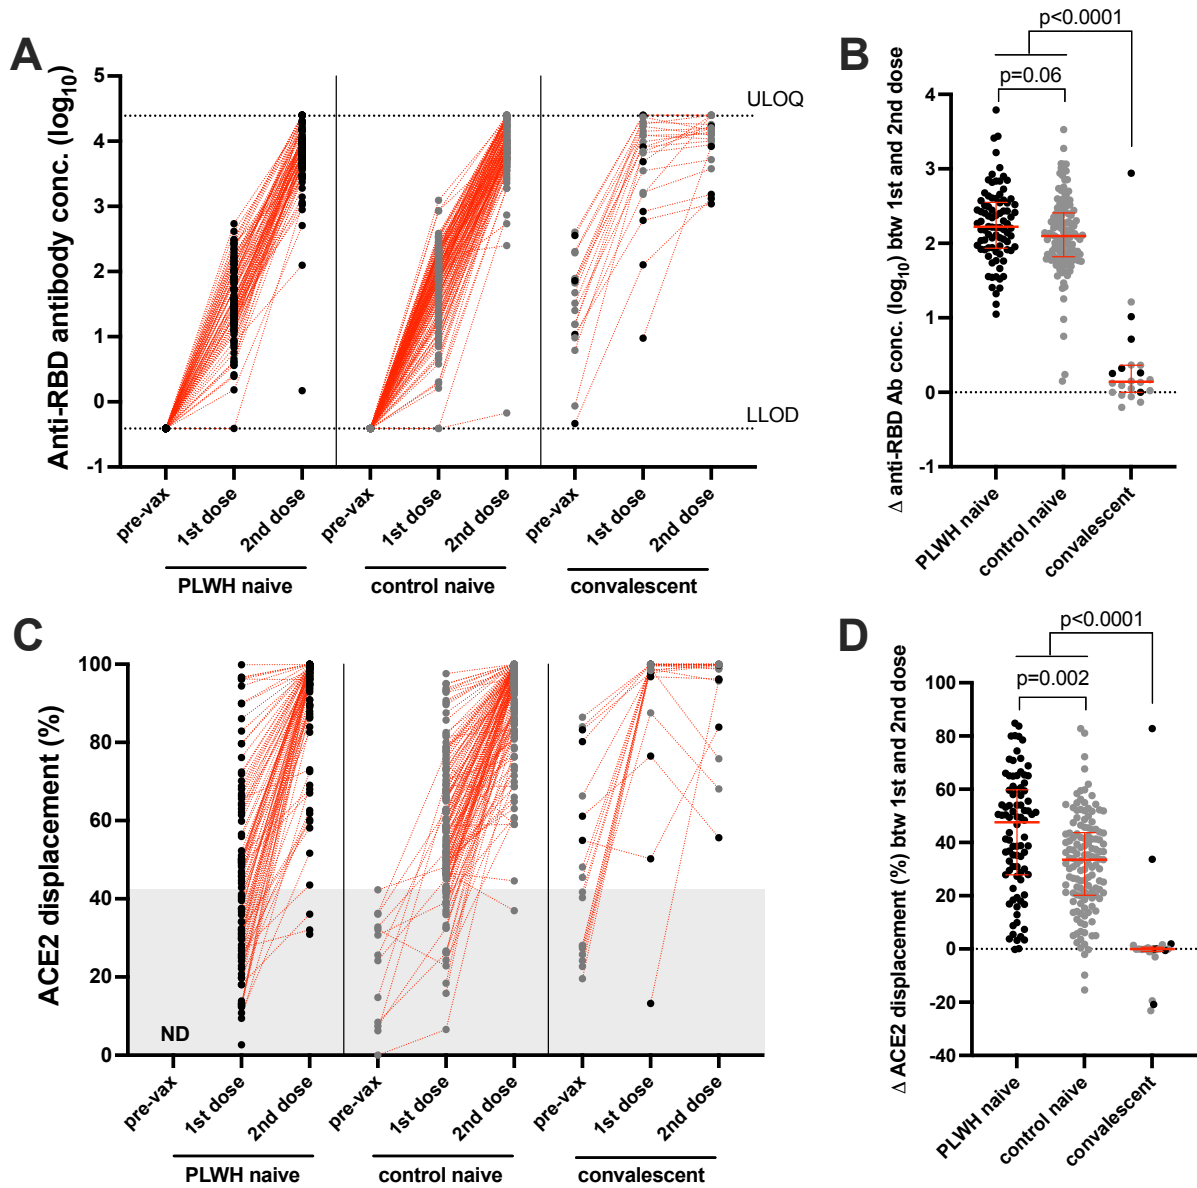 A
Anti-RBD antibody conc. (log10)
5
4
3
2
1
0
-1
ULOQ
LLOD
pre-vax
1st dose
2nd dose
pre-vax
1st dose
2nd dose
pre-vax
1st dose
2nd dose
PLWH naive
control naive
convalescent
B
Δ anti-RBD Ab conc. (log10) btw 1st and 2nd dose
p<0.0001
p=0.06
4
3
2
1
0
-1
PLWH naive
control naive
convalescent
C
ACE2 displacement (%)
100
80
60
40
20
0
ND
pre-vax
1st dose
2nd dose
pre-vax
1st dose
2nd dose
pre-vax
1st dose
2nd dose
PLWH naive
control naive
convalescent
D
Δ ACE2 displacement (%) btw 1st and 2nd dose
p<0.0001
p=0.002
100
80
60
40
20
0
-20
-40
PLWH naive
control naive
convalescent